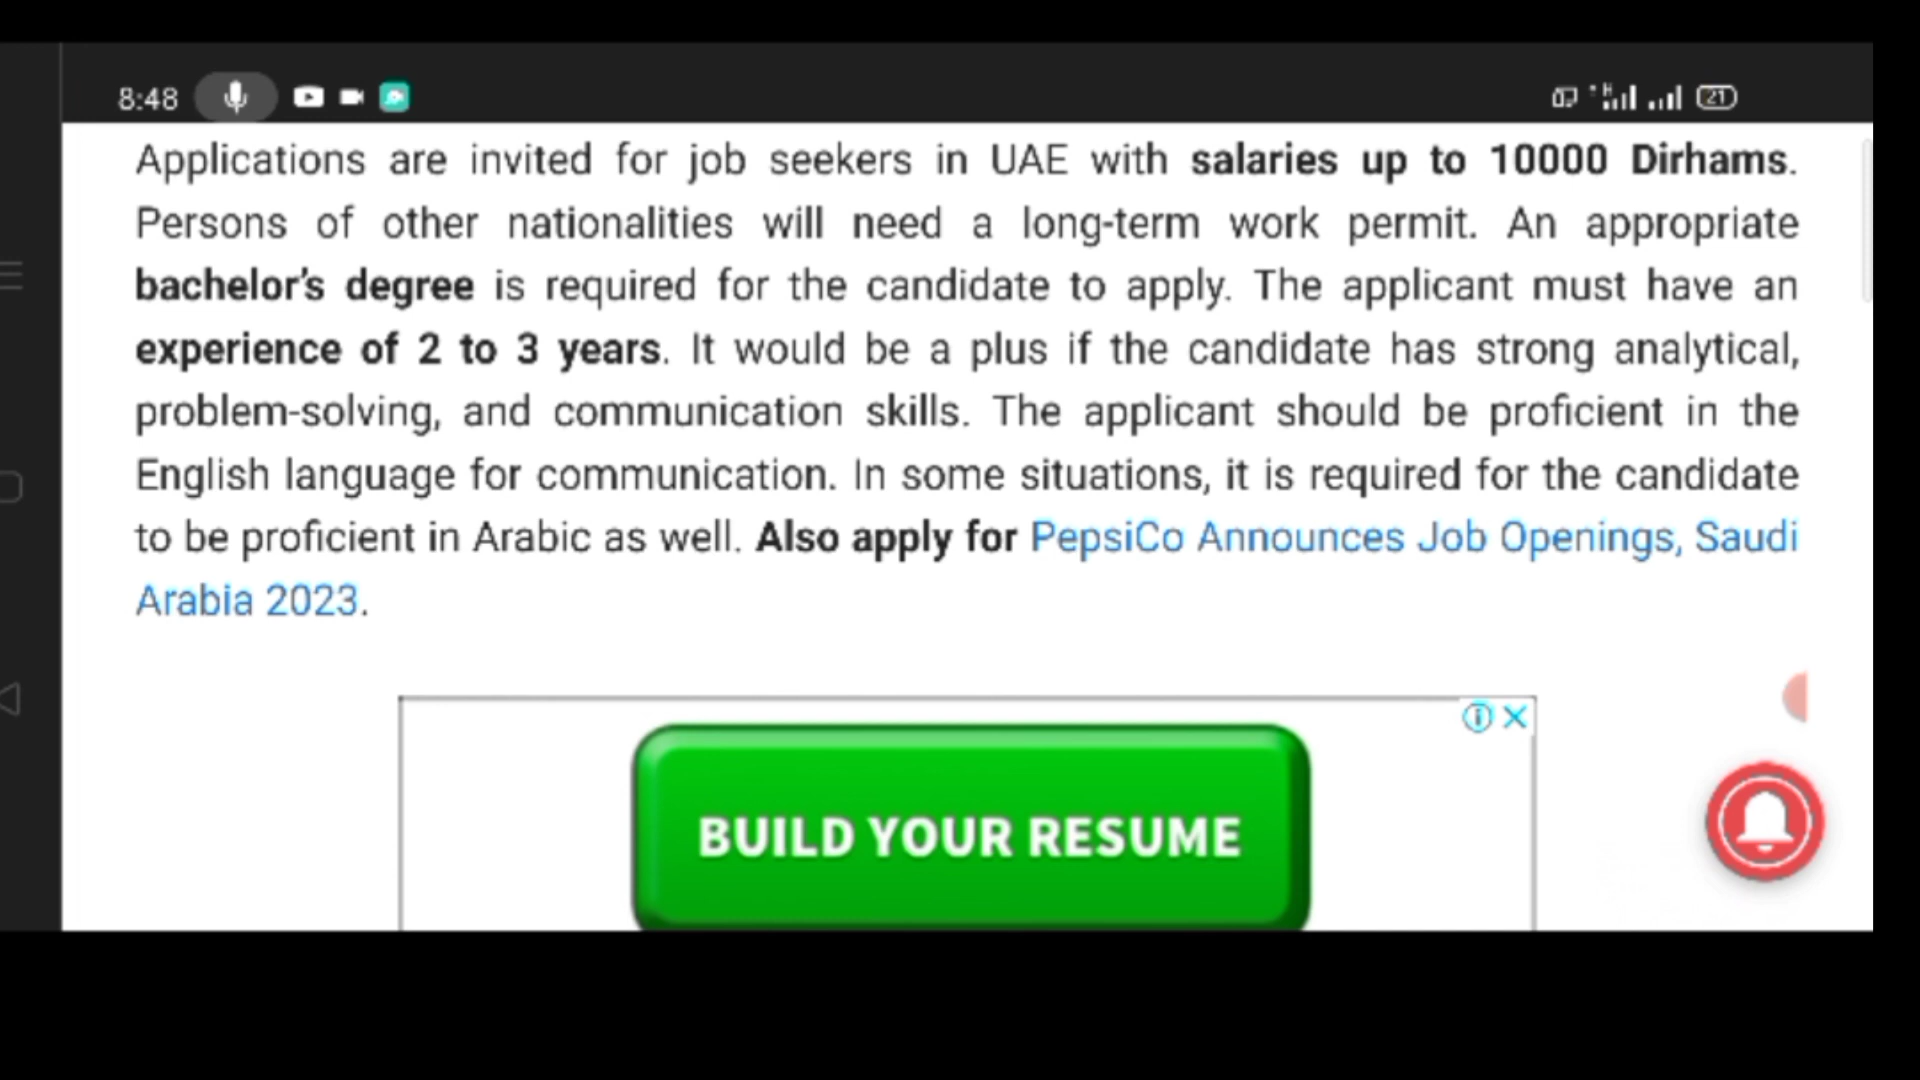 8:48
21
Applications are invited for job seekers in UAE with salaries up to 10000 Dirhams.
Persons of other nationalities will need a long-term work permit. An appropriate
bachelor's degree is required for the candidate to apply. The applicant must have an
experience of 2 to 3 years. It would be a plus if the candidate has strong analytical,
problem-solving, and communication skills. The applicant should be proficient in the
English language for communication. In some situations, it is required for the candidate
to be proficient in Arabic as well. Also apply for PepsiCo Announces Job Openings, Saudi
Arabia 2023.
BUILD YOUR RESUME